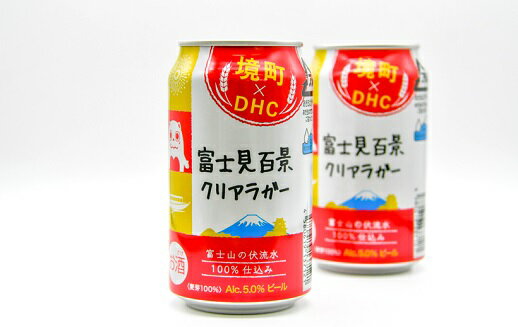 境町
×
DHC
富士見百景
クリアラガー
富士山の伏流水
100%仕込み
お酒
(麦芽100%) Alc.5.0% ビール
境町
×
DHC
富士見百景
クリアラガー
富士山の伏流水
100%仕込み
Alc.5.0% ビール